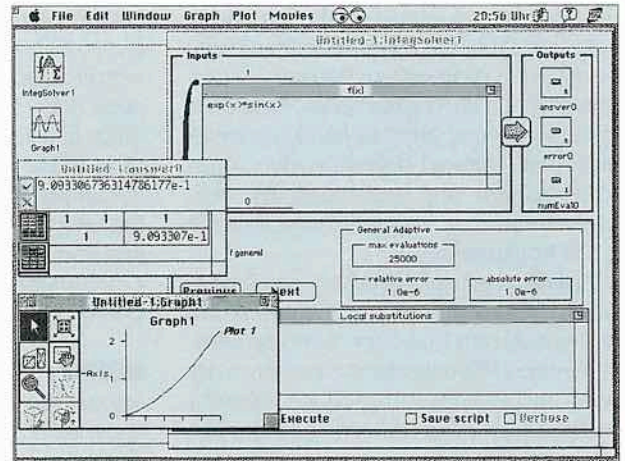 File Edit Window Graph Plot Movies 20:56 Uhr
Untitled-1:IntegSolver1
Inputs
Outputs
IntegSolver1
Graph1
1
f(x)
exp(x)*sin(x)
0
answer0
error0
numEval0
Untitled-1:answer0
9.093306736314786177e-1
1 1 1
1 9.093307e-1
f general
General Adaptive
max evaluations
25000
relative error
1.0e-6
absolute error
1.0e-6
Previous Next
Local substitutions
Untitled-1:Graph1
Graph1
Plot 1
2
-Axis
1
0
Execute
Save script
Verbose